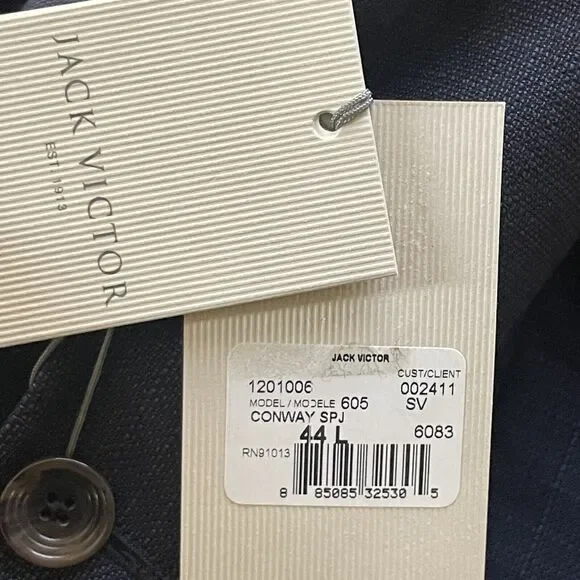 JACK VICTOR
EST. 1913
JACK VICTOR
CUST/CLIENT
1201006 002411
MODEL / MODELE 605 SV
CONWAY SPJ
44 L 6083
RN91013
8 85085 32530 5